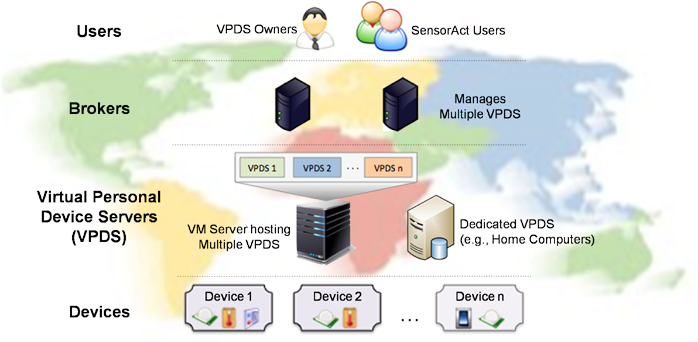 Users
VPDS Owners
SensorAct Users
Brokers
Manages
Multiple VPDS
VPDS 1
VPDS 2
...
VPDS n
Virtual Personal
Device Servers
(VPDS)
VM Server hosting
Multiple VPDS
Dedicated VPDS
(e.g., Home Computers)
Devices
Device 1
Device 2
...
Device n